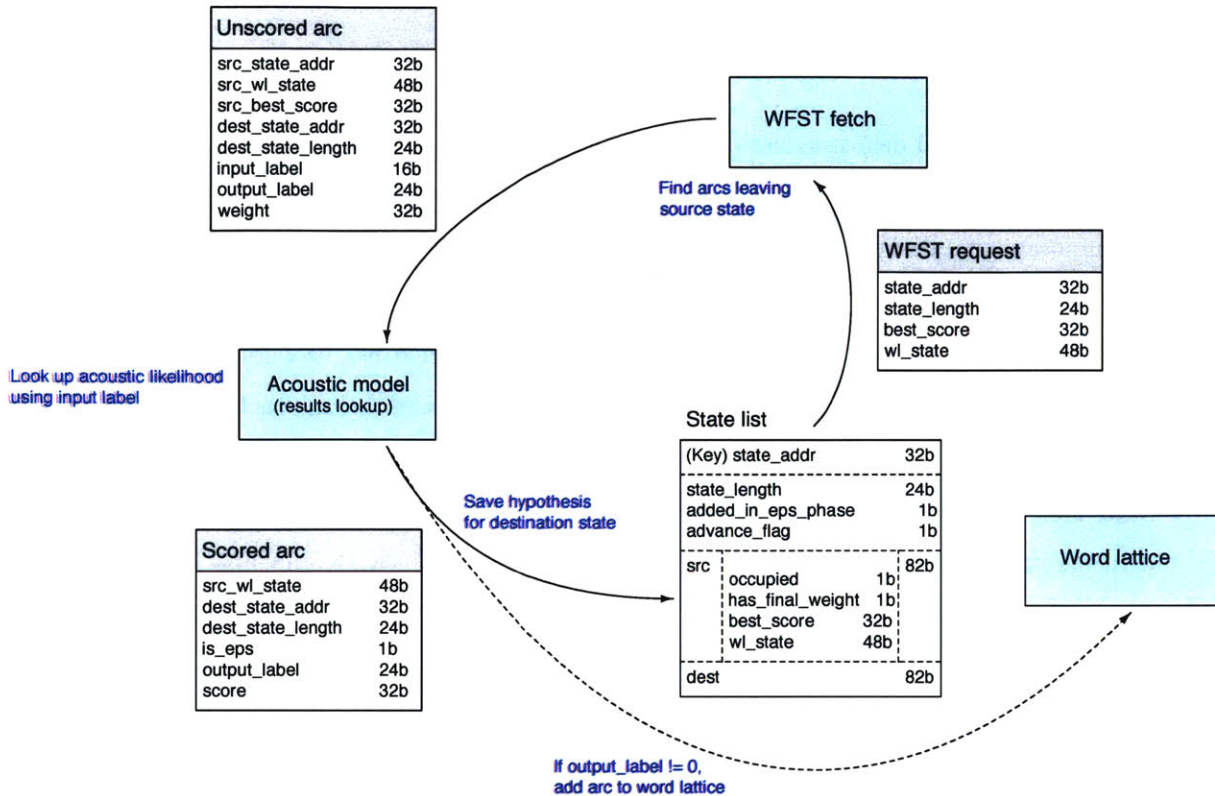 Unscored arc
src_state_addr 32b
src_wl_state 48b
src_best_score 32b
dest_state_addr 32b
dest_state_length 24b
input_label 16b
output_label 24b
weight 32b
WFST fetch
Find arcs leaving
source state
WFST request
state_addr 32b
state_length 24b
best_score 32b
wl_state 48b
Look up acoustic likelihood
using input label
Acoustic model
(results lookup)
State list
(Key) state_addr 32b
state_length 24b
added_in_eps_phase 1b
advance_flag 1b
src 82b
occupied 1b
has_final_weight 1b
best_score 32b
wl_state 48b
dest 82b
Save hypothesis
for destination state
Word lattice
Scored arc
src_wl_state 48b
dest_state_addr 32b
dest_state_length 24b
is_eps 1b
output_label 24b
score 32b
If output_label != 0,
add arc to word lattice